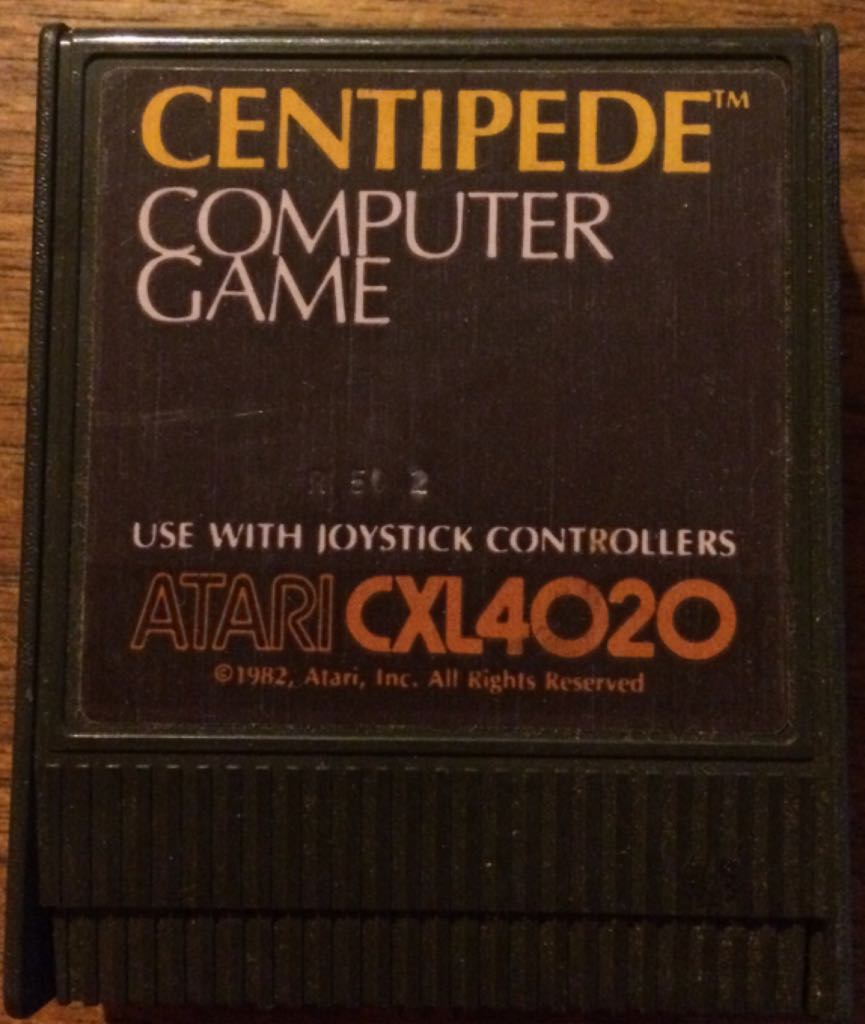 CENTIPEDE™
COMPUTER
GAME
USE WITH JOYSTICK CONTROLLERS
ATARI CXL4020
©1982, Atari, Inc. All Rights Reserved